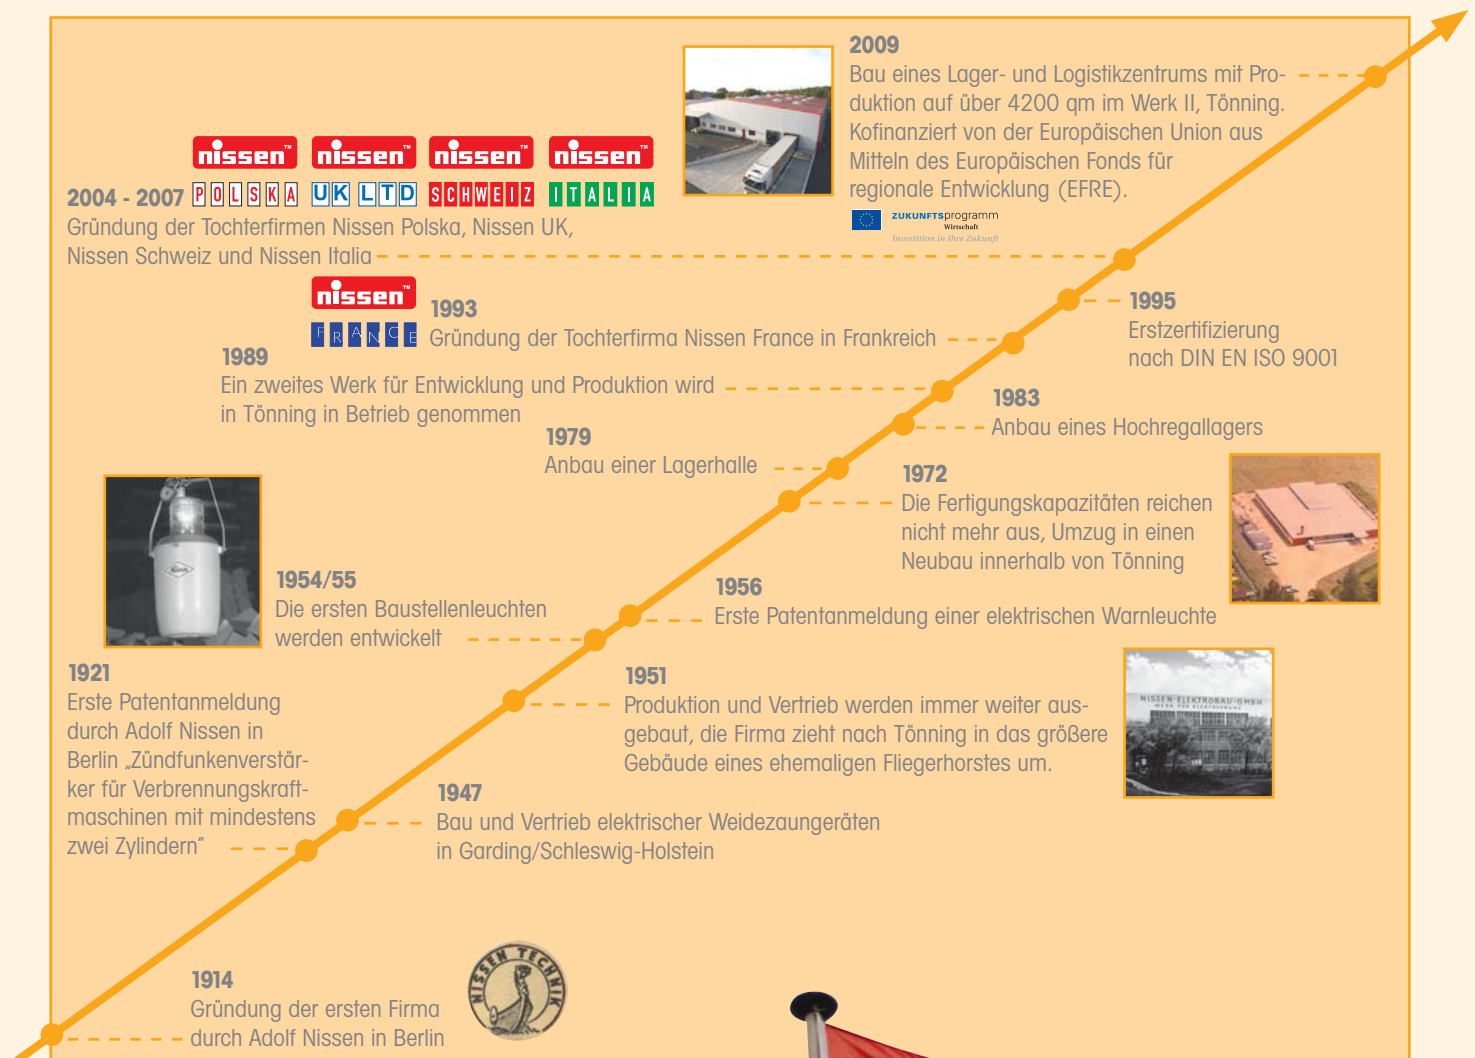 2009
Bau eines Lager- und Logistikzentrums mit Pro-
duktion auf über 4200 qm im Werk II, Tönning.
Kofinanziert von der Europäischen Union aus
Mitteln des Europäischen Fonds für
regionale Entwicklung (EFRE).
ZUKUNFTSprogramm
Wirtschaft
Investition in Ihre Zukunft
nissen™ nissen™ nissen™ nissen™
POLSKA UK LTD SCHWEIZ ITALIA
2004 - 2007
Gründung der Tochterfirmen Nissen Polska, Nissen UK,
Nissen Schweiz und Nissen Italia
1995
Erstzertifizierung
nach DIN EN ISO 9001
nissen™
FRANCE
1993
Gründung der Tochterfirma Nissen France in Frankreich
1989
Ein zweites Werk für Entwicklung und Produktion wird
in Tönning in Betrieb genommen
1983
Anbau eines Hochregallagers
1979
Anbau einer Lagerhalle
1972
Die Fertigungskapazitäten reichen
nicht mehr aus, Umzug in einen
Neubau innerhalb von Tönning
1954/55
Die ersten Baustellenleuchten
werden entwickelt
1956
Erste Patentanmeldung einer elektrischen Warnleuchte
1921
Erste Patentanmeldung
durch Adolf Nissen in
Berlin „Zündfunkenverstär-
ker für Verbrennungskraft-
maschinen mit mindestens
zwei Zylindern“
1951
Produktion und Vertrieb werden immer weiter aus-
gebaut, die Firma zieht nach Tönning in das größere
Gebäude eines ehemaligen Fliegerhorstes um.
NISSEN-ELEKTROBAU-GMBH
1947
Bau und Vertrieb elektrischer Weidezaungeräten
in Garding/Schleswig-Holstein
1914
Gründung der ersten Firma
durch Adolf Nissen in Berlin
NISSEN TECHNIK